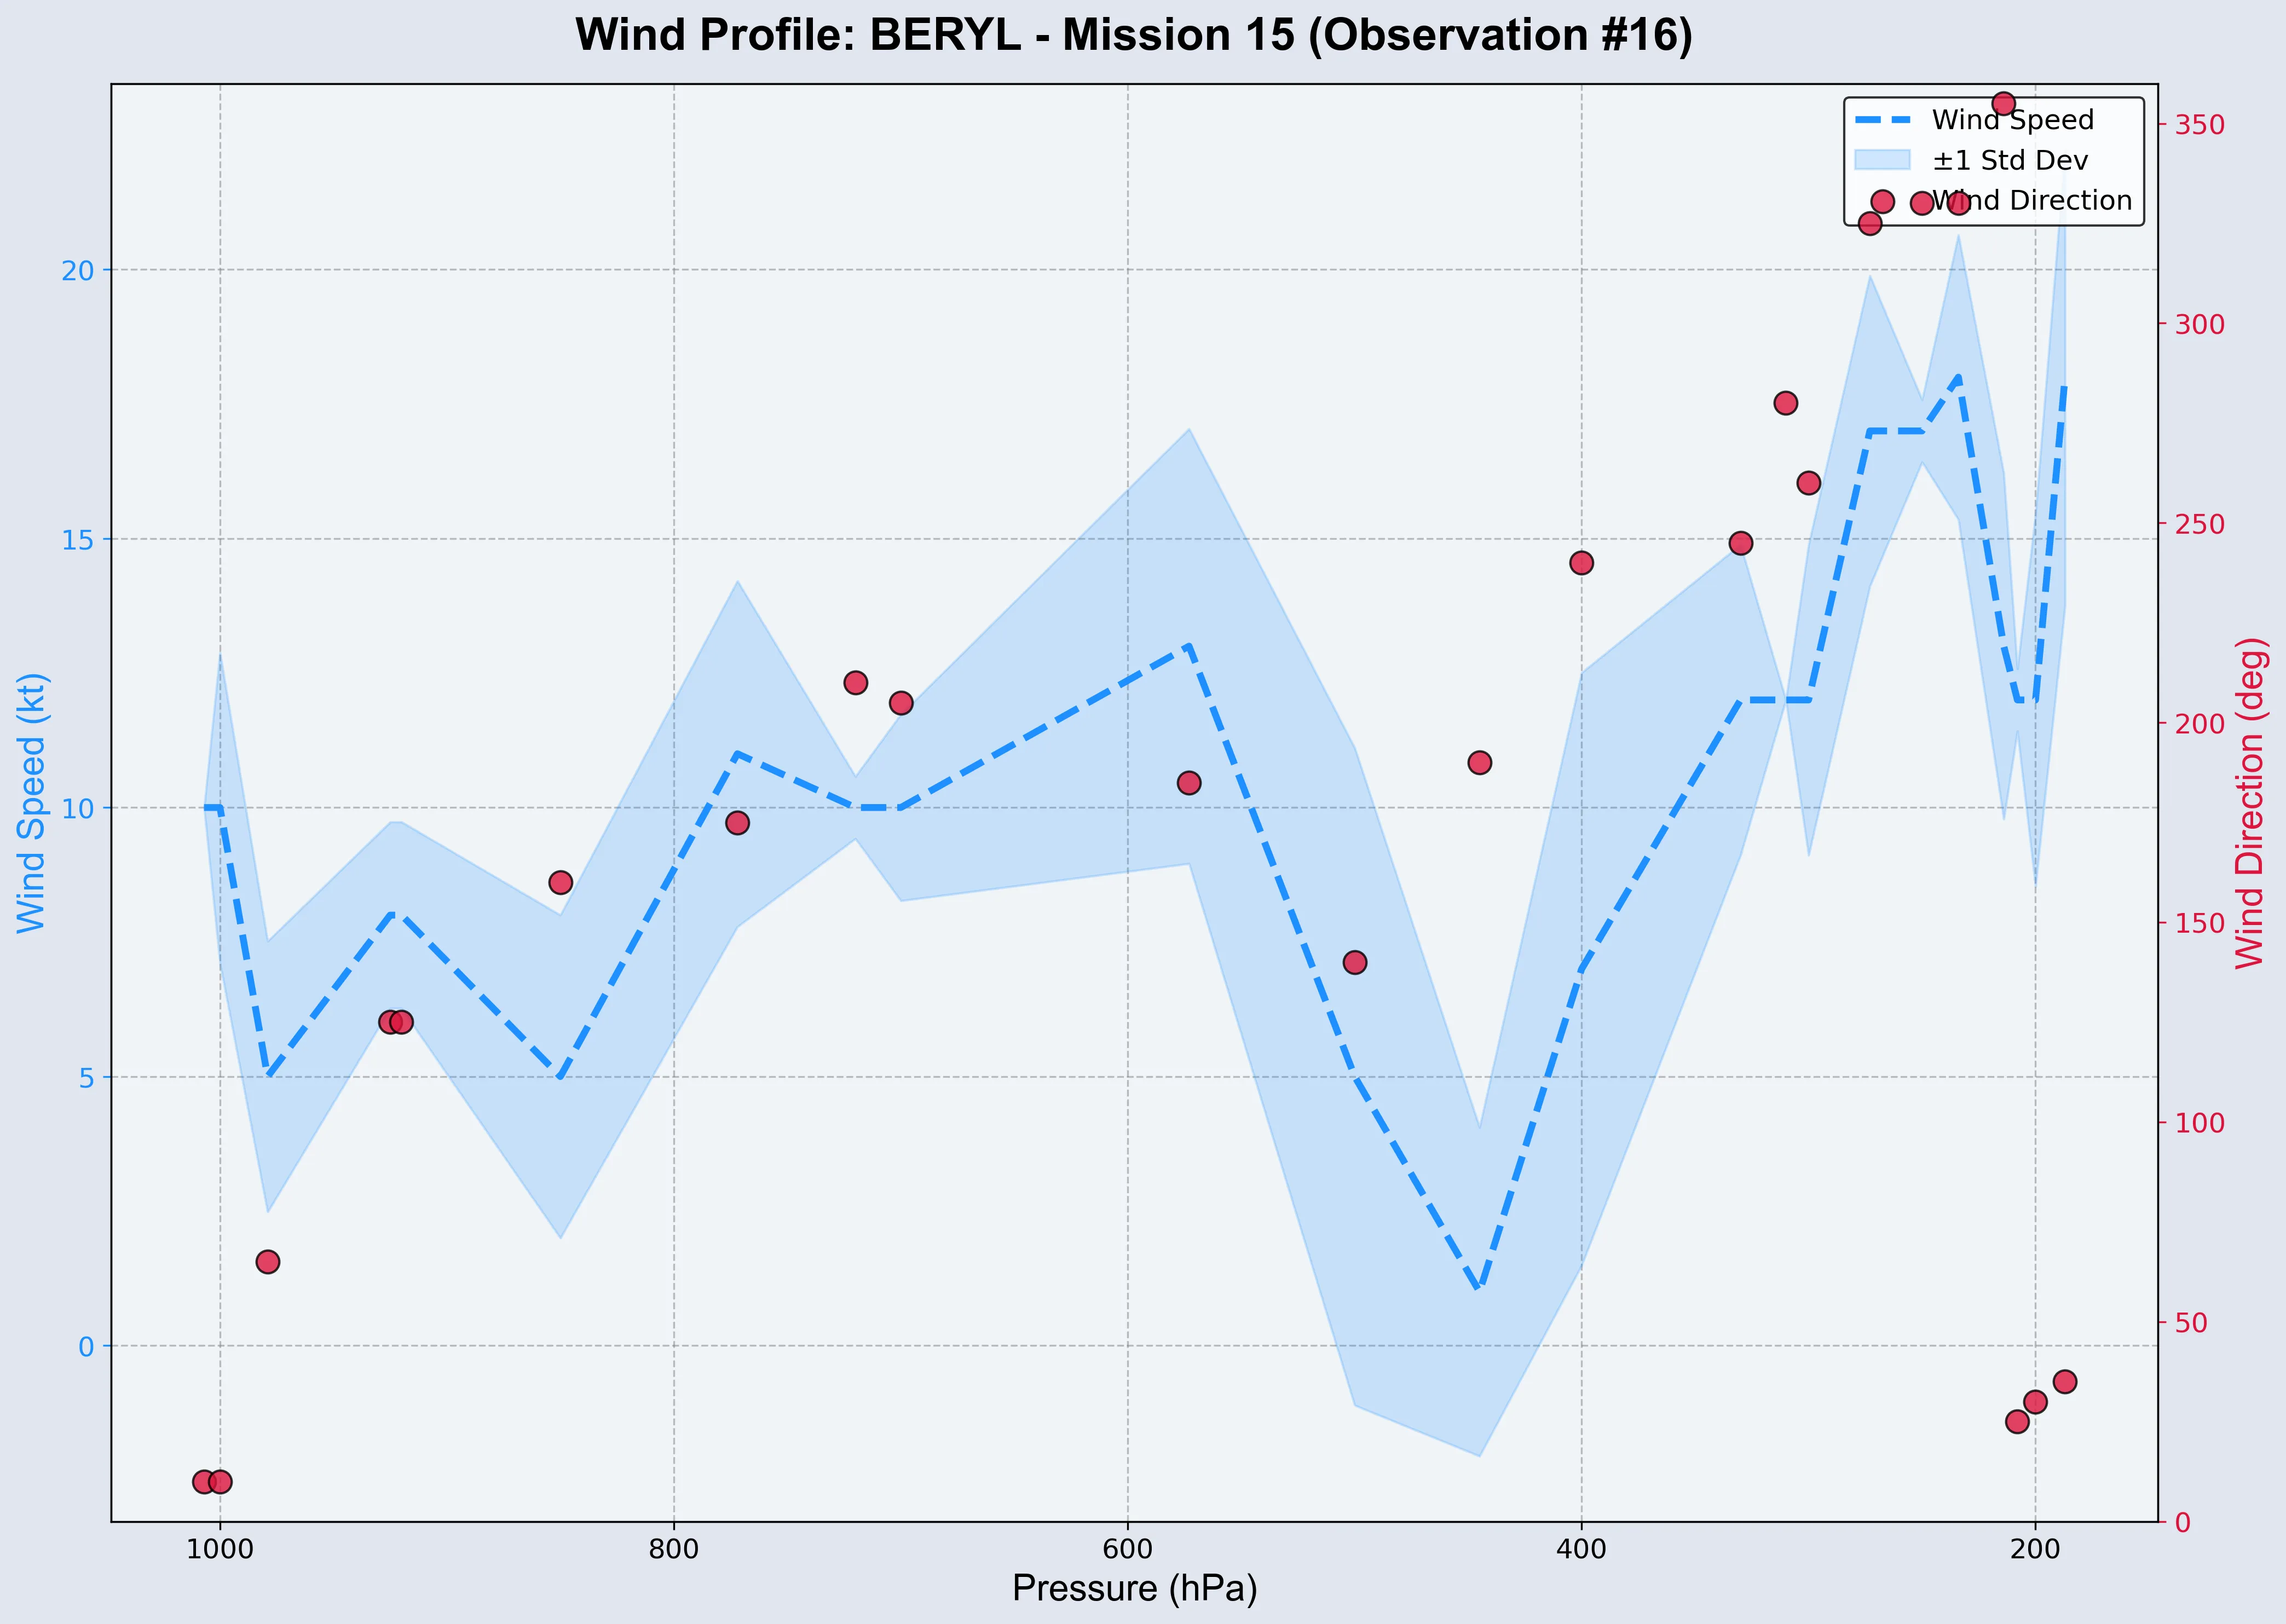 Wind Profile: BERYL - Mission 15 (Observation #16)
Wind Speed
±1 Std Dev
Wind Direction
Wind Speed (kt)
20
15
10
5
0
Wind Direction (deg)
350
300
250
200
150
100
50
0
1000 800 600 400 200
Pressure (hPa)